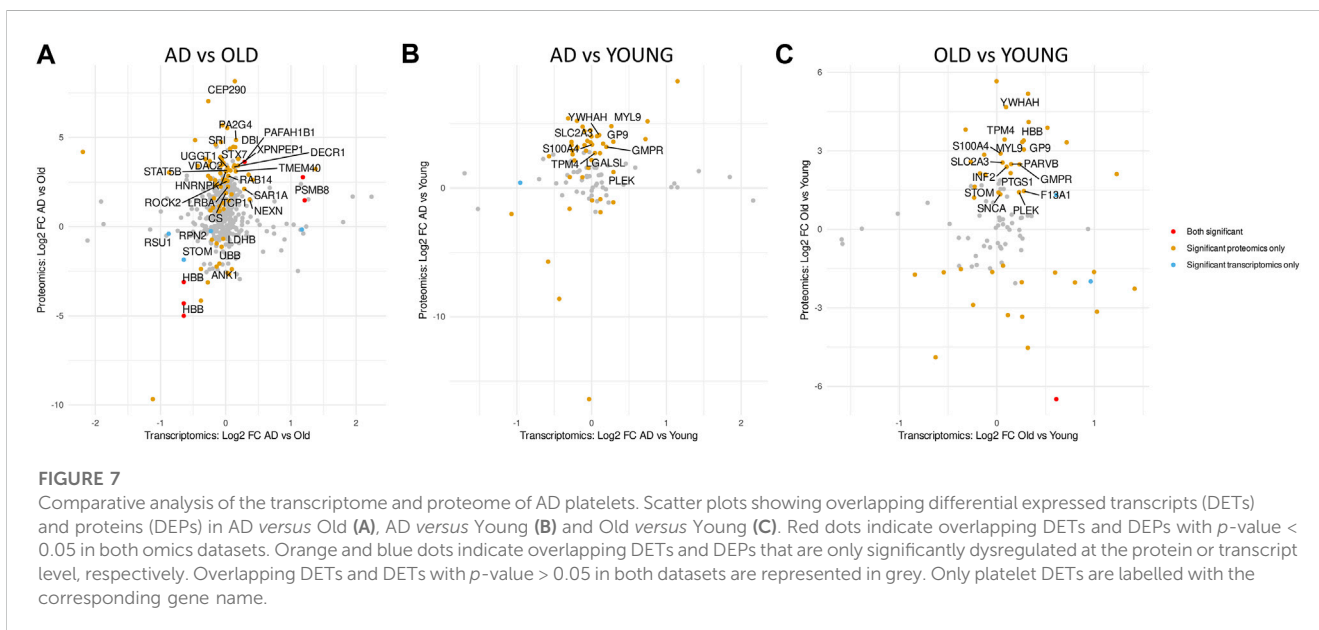 A
AD vs OLD
B
AD vs YOUNG
C
OLD vs YOUNG
Proteomics: Log2 FC AD vs Old
5
0
-5
-10
CEP290
PA2G4
PAFAH1B1
SRI
DBI
XPNPEP1
UGGT1
STX7
DECR1
VDAC2
STAT5B
TMEM40
HNRNPK
RAB14
PSMB8
ROCK2
LRBA
TCP1
SAR1A
CS
NEXN
RSU1
RPN2
LDHB
STOM
UBB
HBB
ANK1
HBB
-2
-1
0
1
2
Transcriptomics: Log2 FC AD vs Old
Proteomics: Log2 FC AD vs Young
0
-10
YWHAH
MYL9
SLC2A3
GP9
S100A4
GMPR
TPM4
LGALSL
PLEK
-1
0
1
2
Transcriptomics: Log2 FC AD vs Young
Proteomics: Log2 FC Old vs Young
6
3
0
-3
-6
YWHAH
TPM4
HBB
S100A4
MYL9
GP9
SLC2A3
PARVB
NF2
GMPR
PTGS1
STOM
F13A1
SNCA
PLEK
-1
0
1
Transcriptomics: Log2 FC Old vs Young
Both significant
Significant proteomics only
Significant transcriptomics only
FIGURE 7
Comparative analysis of the transcriptome and proteome of AD platelets. Scatter plots showing overlapping differential expressed transcripts (DETs)
and proteins (DEPs) in AD versus Old (A), AD versus Young (B) and Old versus Young (C). Red dots indicate overlapping DETs and DEPs with p-value <
0.05 in both omics datasets. Orange and blue dots indicate overlapping DETs and DEPs that are only significantly dysregulated at the protein or transcript
level, respectively. Overlapping DETs and DETs with p-value > 0.05 in both datasets are represented in grey. Only platelet DETs are labelled with the
corresponding gene name.